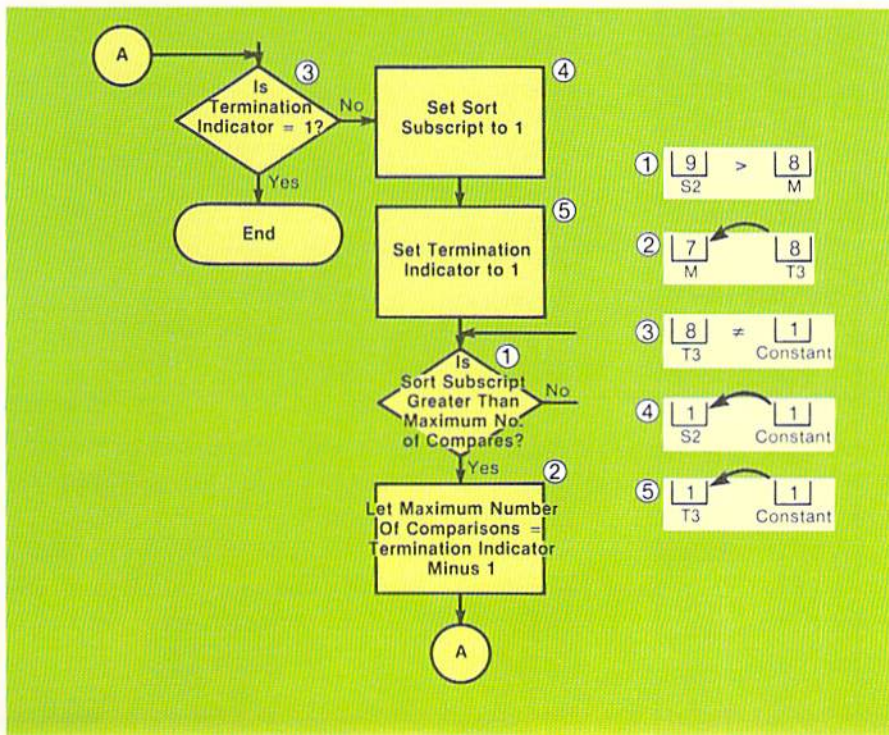 A
③
Is
Termination
Indicator = 1?
No
Yes
End
④
Set Sort
Subscript to 1
⑤
Set Termination
Indicator to 1
①
Is
Sort Subscript
Greater Than
Maximum No.
of Compares?
No
Yes
②
Let Maximum Number
Of Comparisons =
Termination Indicator
Minus 1
A
① 9 > 8
S2 M
② 7 8
M T3
③ 8 ≠ 1
T3 Constant
④ 1 1
S2 Constant
⑤ 1 1
T3 Constant